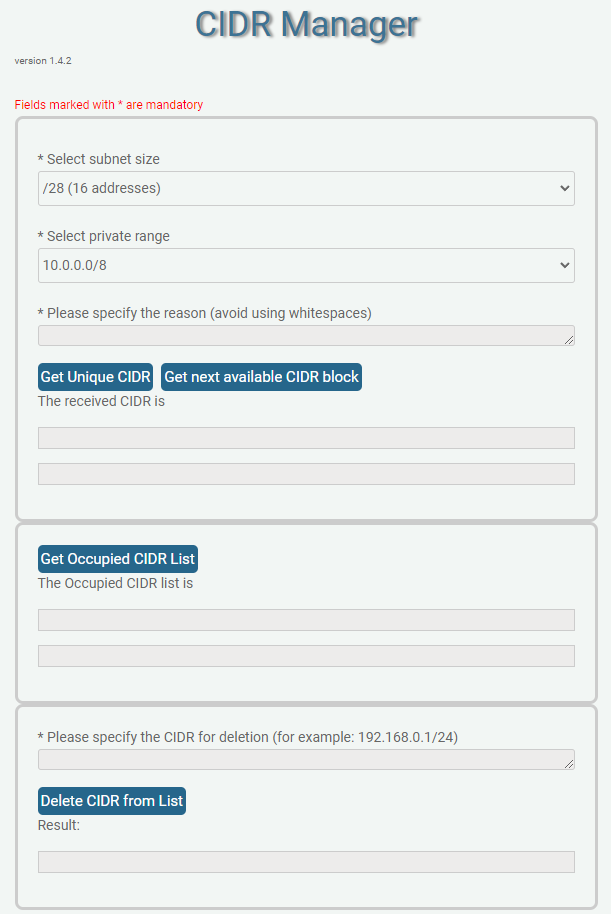 CIDR Manager
version 1.4.2
Fields marked with * are mandatory
* Select subnet size
/28 (16 addresses)
* Select private range
10.0.0.0/8
* Please specify the reason (avoid using whitespaces)
Get Unique CIDR Get next available CIDR block
The received CIDR is
Get Occupied CIDR List
The Occupied CIDR list is
* Please specify the CIDR for deletion (for example: 192.168.0.1/24)
Delete CIDR from List
Result: